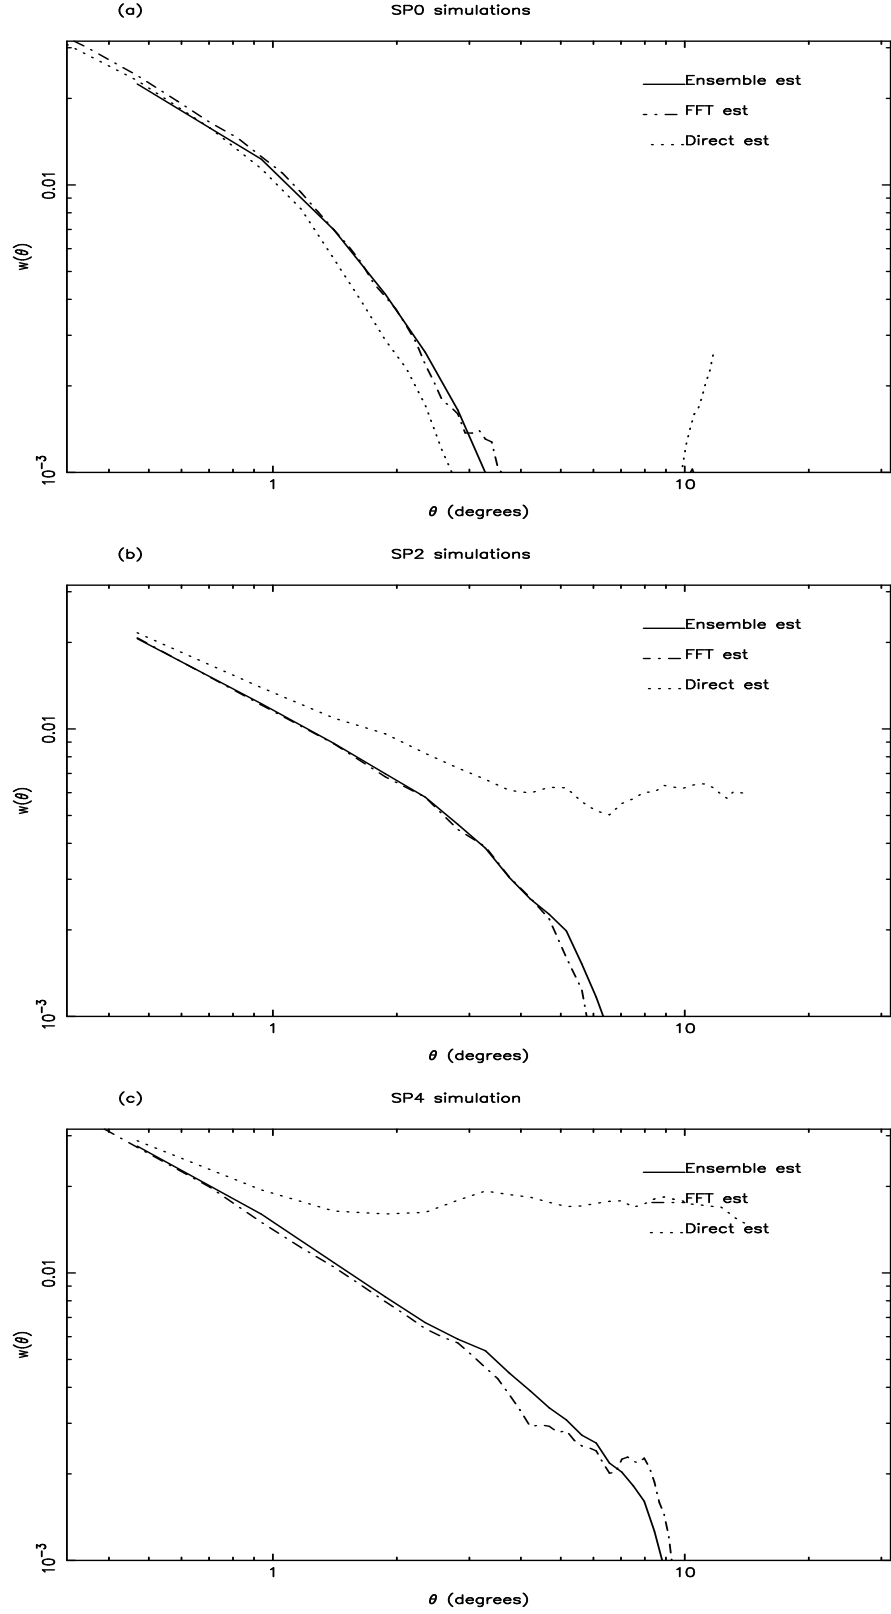 (a) SP0 simulations
Ensemble est
FFT est
Direct est
0.01
w(θ)
10⁻³
1 10
θ (degrees)
(b) SP2 simulations
Ensemble est
FFT est
Direct est
0.01
w(θ)
10⁻³
1 10
θ (degrees)
(c) SP4 simulation
Ensemble est
FFT est
Direct est
0.01
w(θ)
10⁻³
1 10
θ (degrees)